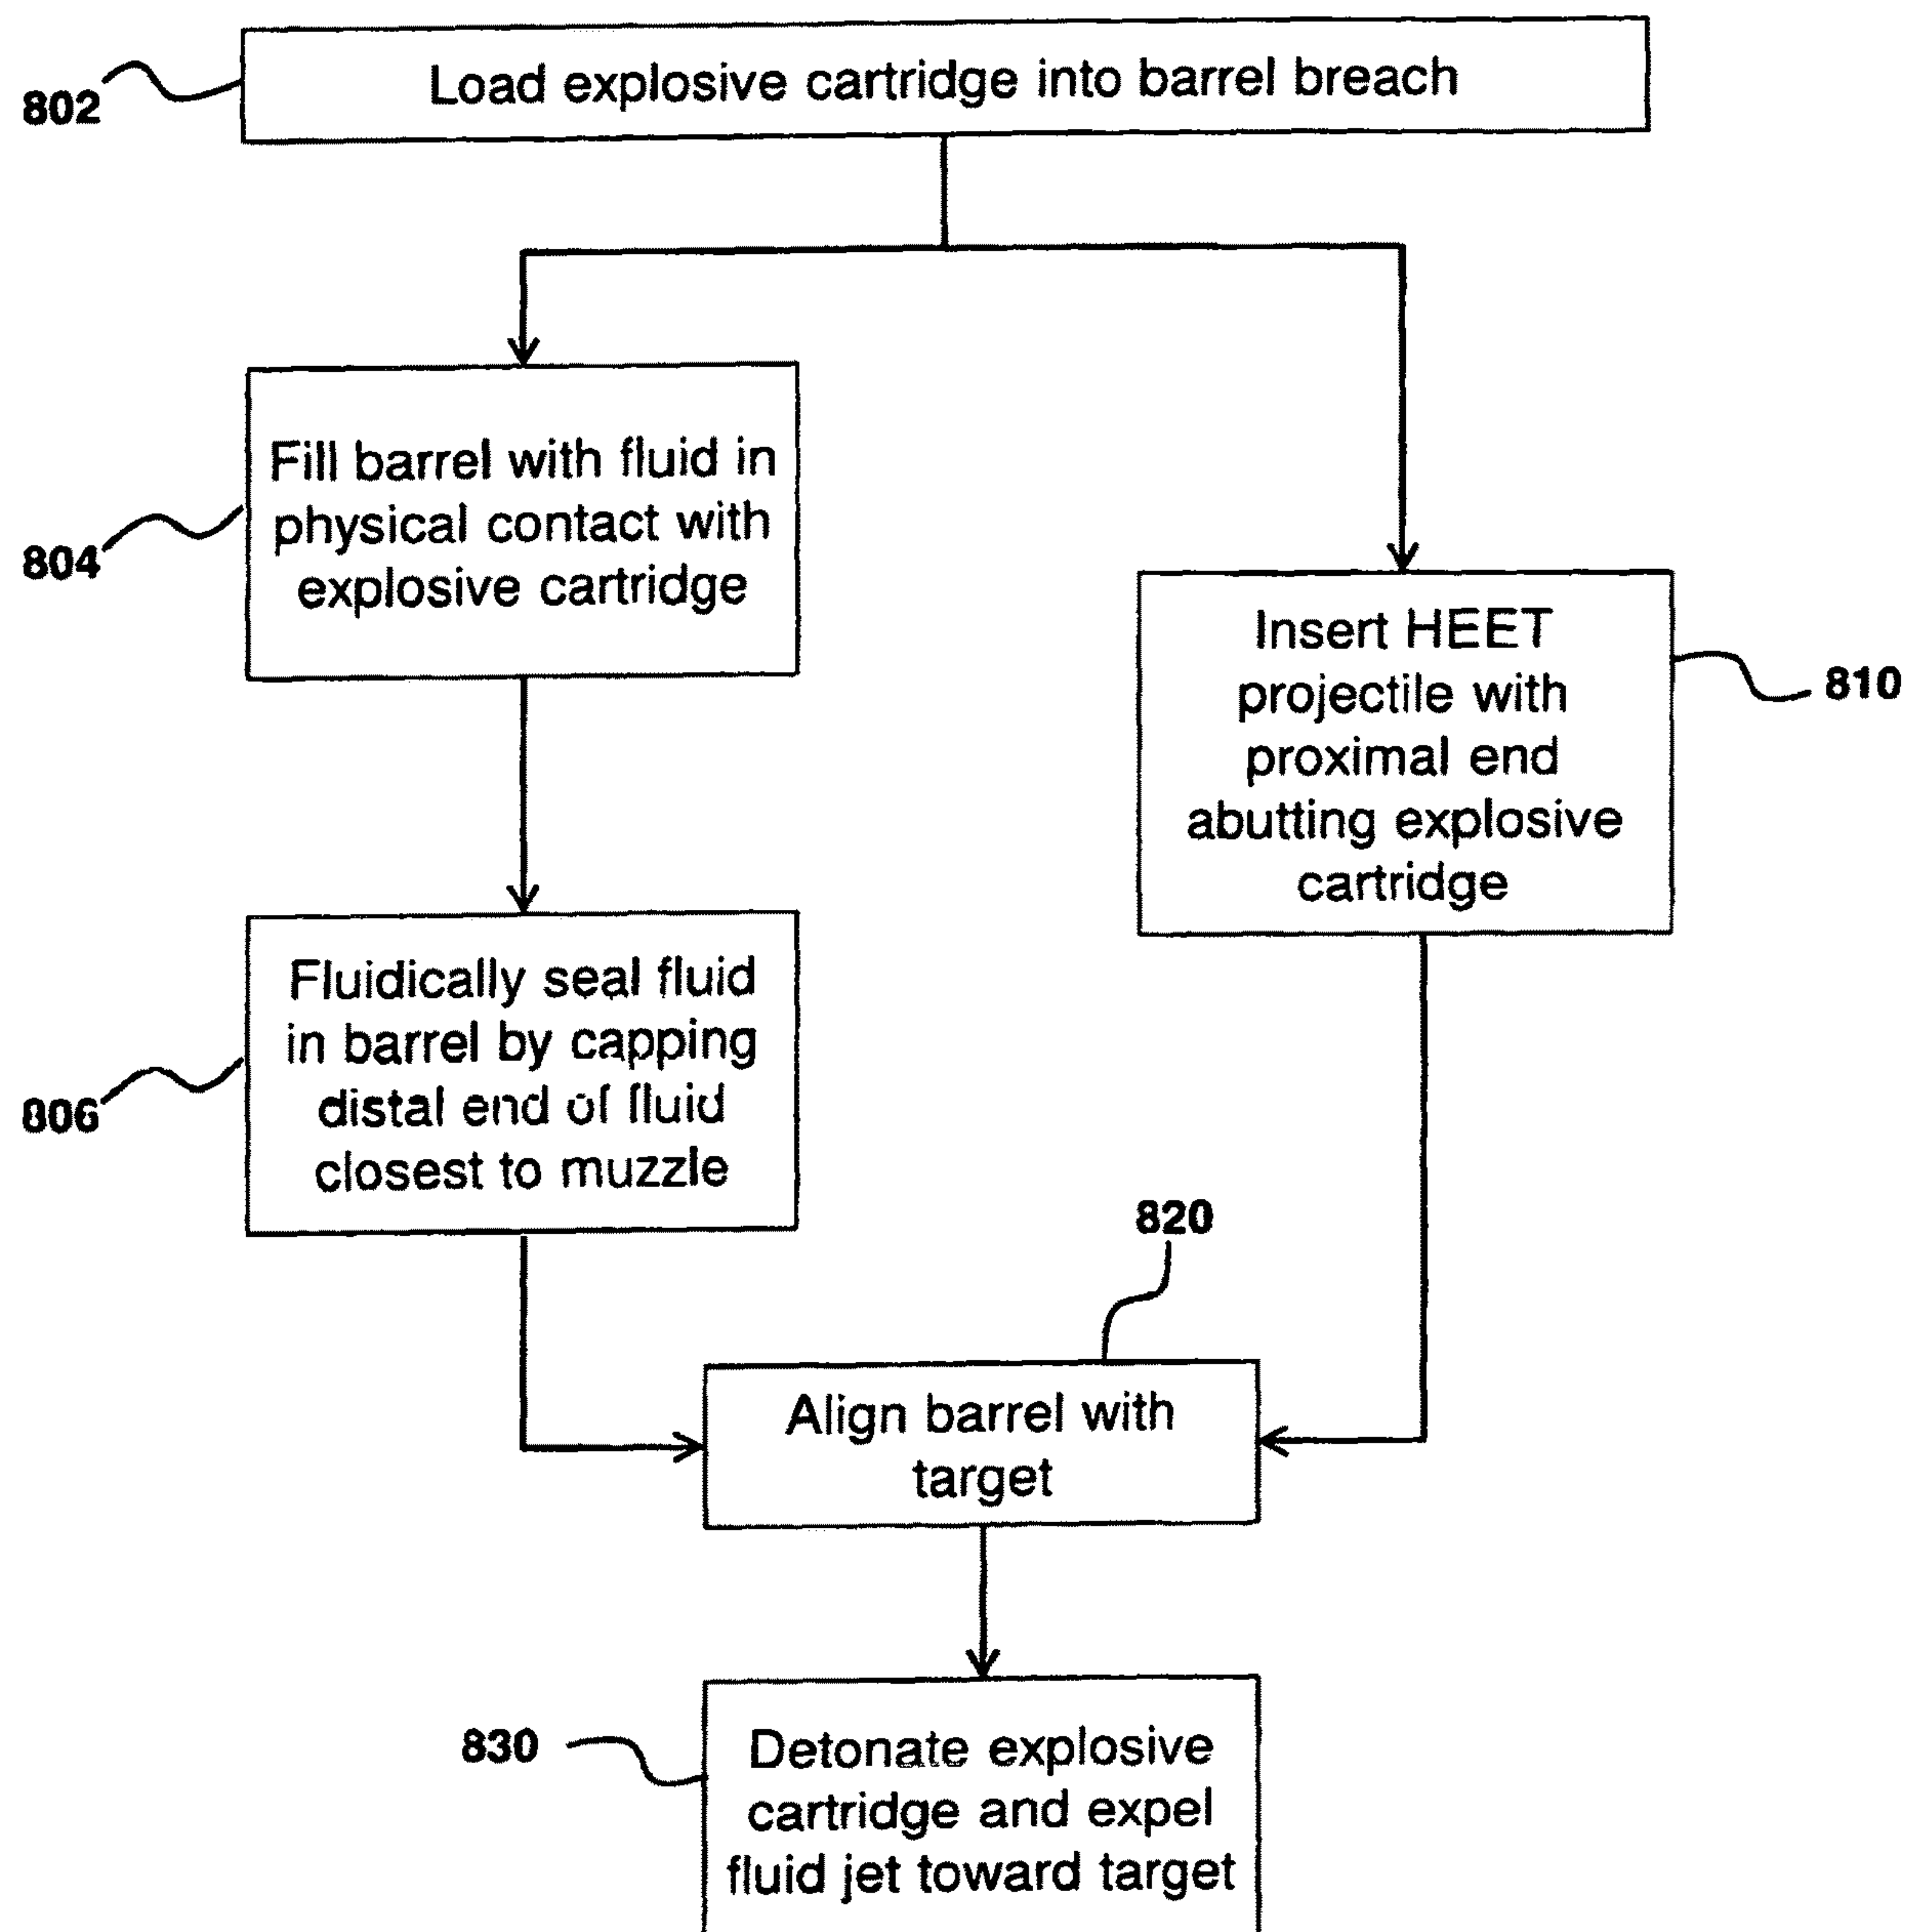 802
Load explosive cartridge into barrel breach
804
Fill barrel with fluid in
physical contact with
explosive cartridge
Insert HEET
projectile with
proximal end
abutting explosive
cartridge
810
806
Fluidically seal fluid
in barrel by capping
distal end of fluid
closest to muzzle
820
Align barrel with
target
830
Detonate explosive
cartridge and expel
fluid jet toward target